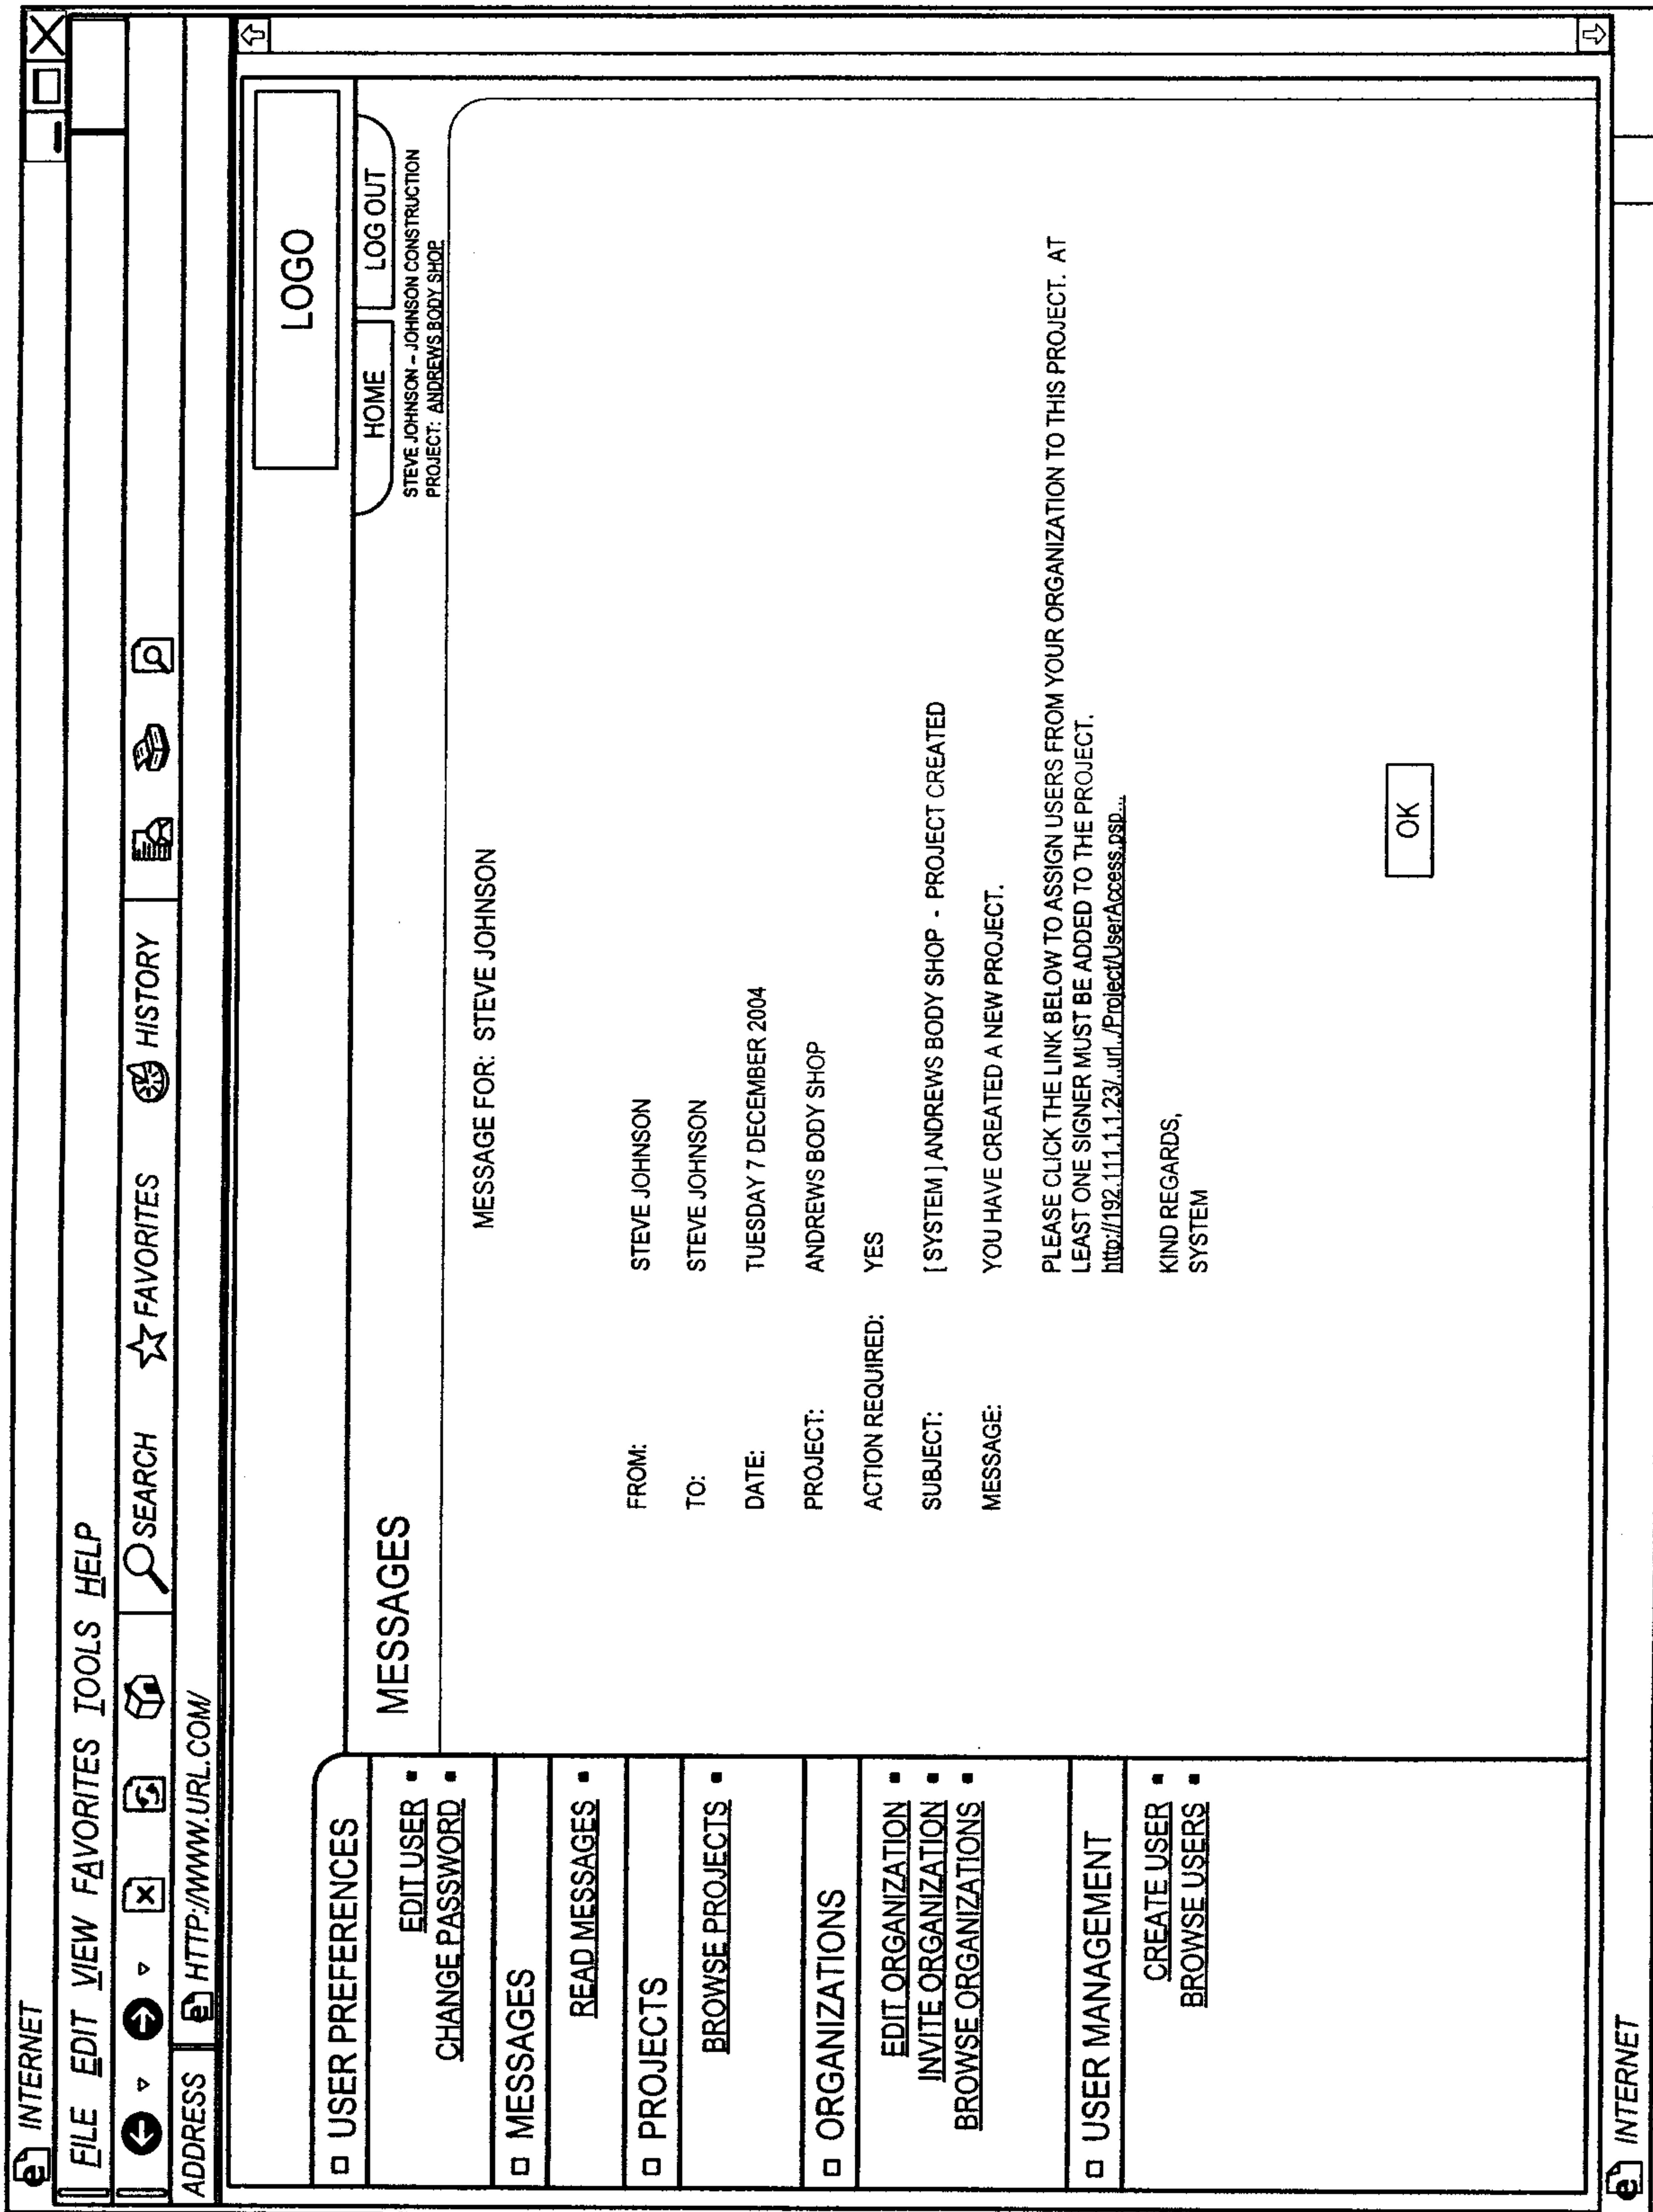 INTERNET
FILE EDIT VIEW FAVORITES TOOLS HELP
SEARCH FAVORITES HISTORY
ADDRESS HTTP://WWW.URL.COM/
LOGO
HOME LOG OUT
STEVE JOHNSON – JOHNSON CONSTRUCTION
PROJECT: ANDREWS BODY SHOP
USER PREFERENCES
EDIT USER
CHANGE PASSWORD
MESSAGES
READ MESSAGES
PROJECTS
BROWSE PROJECTS
ORGANIZATIONS
EDIT ORGANIZATION
INVITE ORGANIZATION
BROWSE ORGANIZATIONS
USER MANAGEMENT
CREATE USER
BROWSE USERS
MESSAGES
MESSAGE FOR: STEVE JOHNSON
FROM: STEVE JOHNSON
TO: STEVE JOHNSON
DATE: TUESDAY 7 DECEMBER 2004
PROJECT: ANDREWS BODY SHOP
ACTION REQUIRED: YES
SUBJECT: [ SYSTEM ] ANDREWS BODY SHOP - PROJECT CREATED
MESSAGE: YOU HAVE CREATED A NEW PROJECT.
PLEASE CLICK THE LINK BELOW TO ASSIGN USERS FROM YOUR ORGANIZATION TO THIS PROJECT. AT
LEAST ONE SIGNER MUST BE ADDED TO THE PROJECT.
http://192.111.1.1.23/..url./Project/UserAccess.psp...
KIND REGARDS,
SYSTEM
OK
INTERNET